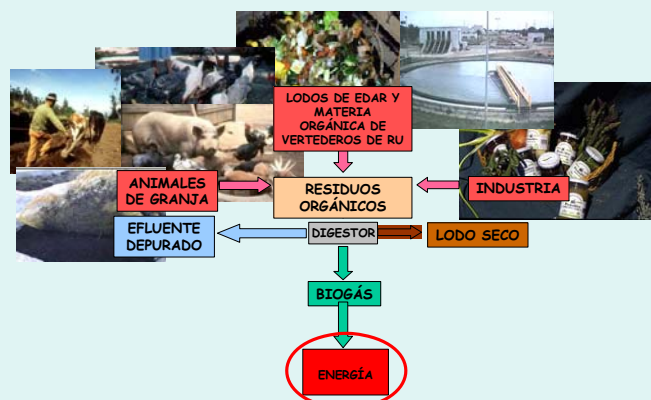 LODOS DE EDAR Y
MATERIA
ORGÁNICA DE
VERTEDEROS DE RU
ANIMALES
DE GRANJA
RESIDUOS
ORGÁNICOS
INDUSTRIA
EFLUENTE
DEPURADO
DIGESTOR
LODO SECO
BIOGÁS
ENERGÍA